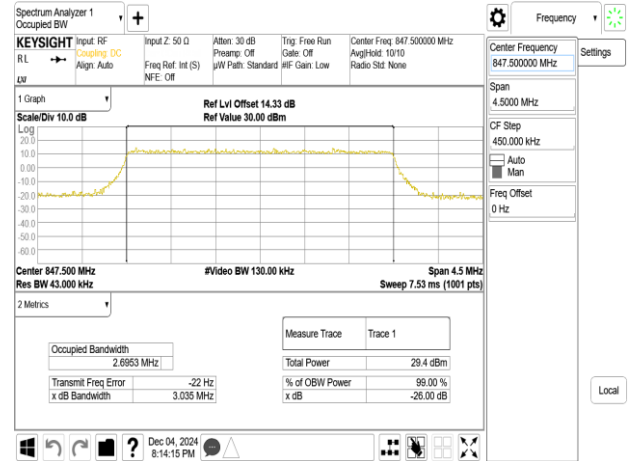 Spectrum Analyzer 1
Occupied BW
Frequency
KEYSIGHT
RL
LXI
Input: RF
Coupling: DC
Align: Auto
Input Z: 50 Ω
Freq Ref: Int (S)
NFE: Off
Atten: 30 dB
Preamp: Off
µW Path: Standard
Trig: Free Run
Gate: Off
#IF Gain: Low
Center Freq: 847.500000 MHz
Avg|Hold: 10/10
Radio Std: None
Center Frequency
847.500000 MHz
Settings
Span
4.5000 MHz
CF Step
450.000 kHz
Auto
Man
Freq Offset
0 Hz
Local
1 Graph
Scale/Div 10.0 dB
Ref Lvl Offset 14.33 dB
Ref Value 30.00 dBm
Log
20.0
10.0
0.00
-10.0
-20.0
-30.0
-40.0
-50.0
-60.0
Center 847.500 MHz
#Video BW 130.00 kHz
Span 4.5 MHz
Res BW 43.000 kHz
Sweep 7.53 ms (1001 pts)
2 Metrics
Measure Trace
Trace 1
Occupied Bandwidth
2.6953 MHz
Total Power
29.4 dBm
Transmit Freq Error
-22 Hz
% of OBW Power
99.00 %
x dB Bandwidth
3.035 MHz
x dB
-26.00 dB
?
Dec 04, 2024
8:14:15 PM